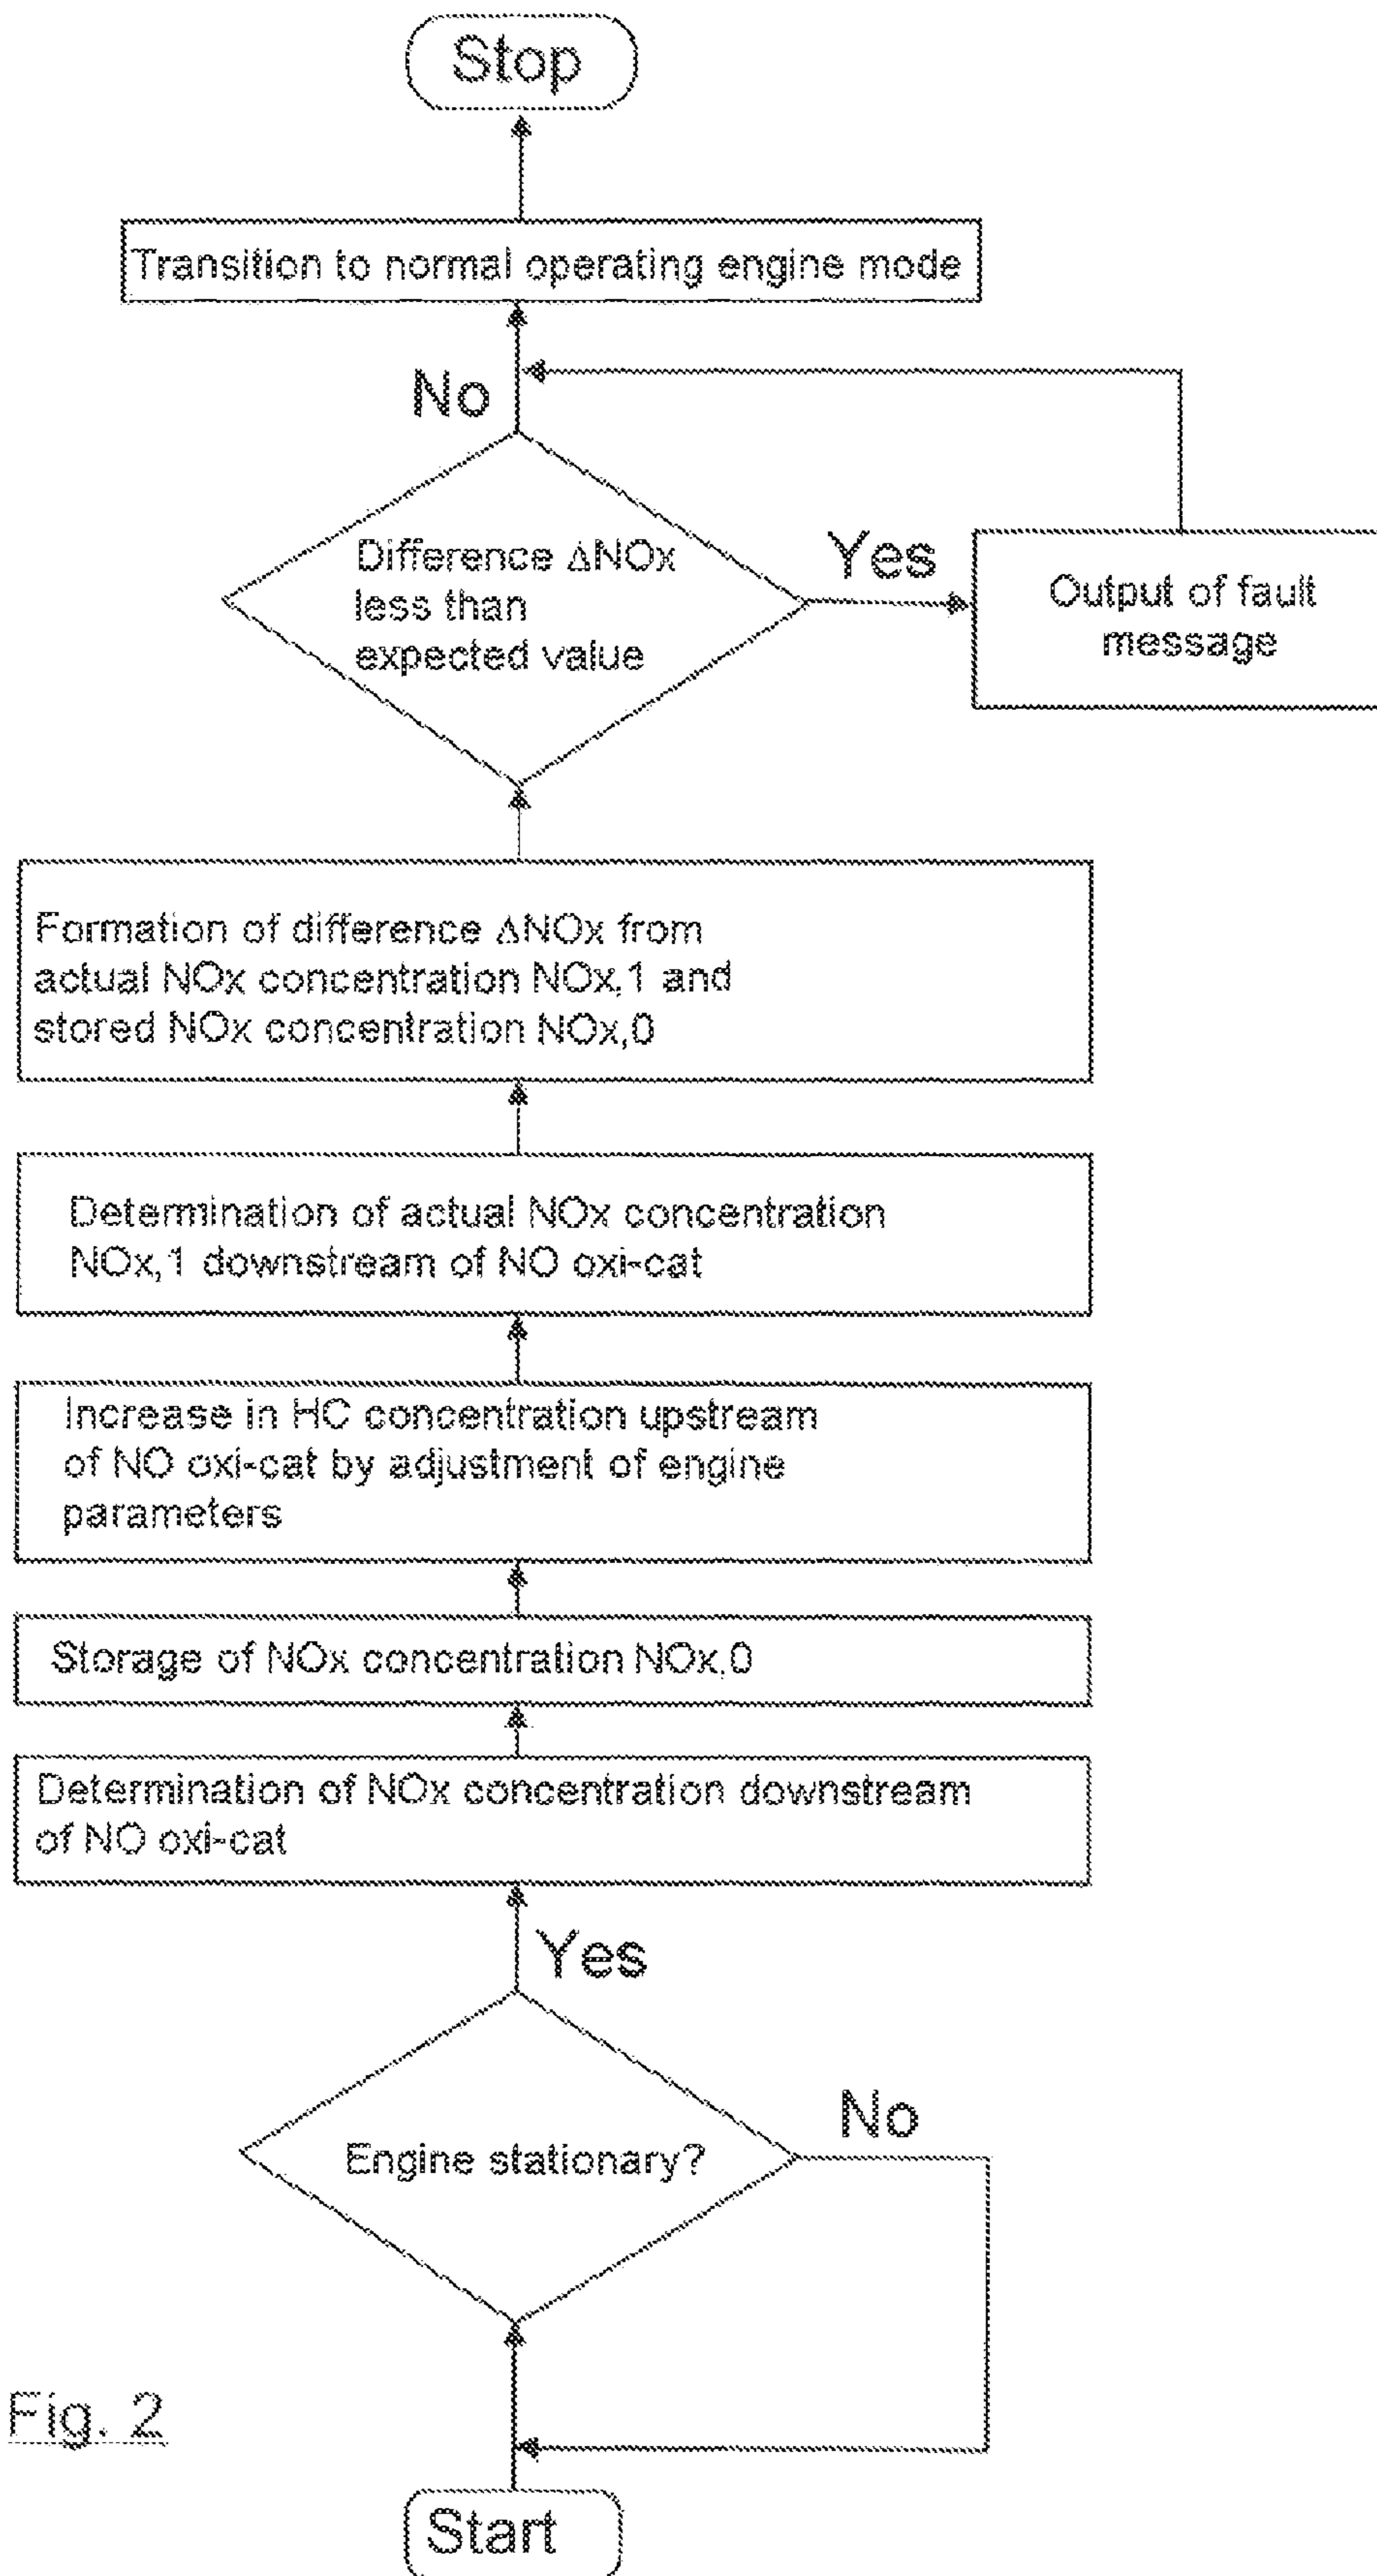 Stop
Transition to normal operating engine mode
No
Difference ΔNOx
less than
expected value
Yes
Output of fault
message
Formation of difference ΔNOx from
actual NOx concentration NOx,1 and
stored NOx concentration NOx,0
Determination of actual NOx concentration
NOx,1 downstream of NO oxi-cat
Increase in HC concentration upstream
of NO oxi-cat by adjustment of engine
parameters
Storage of NOx concentration NOx,0
Determination of NOx concentration downstream
of NO oxi-cat
Yes
No
Engine stationary?
Fig. 2
Start